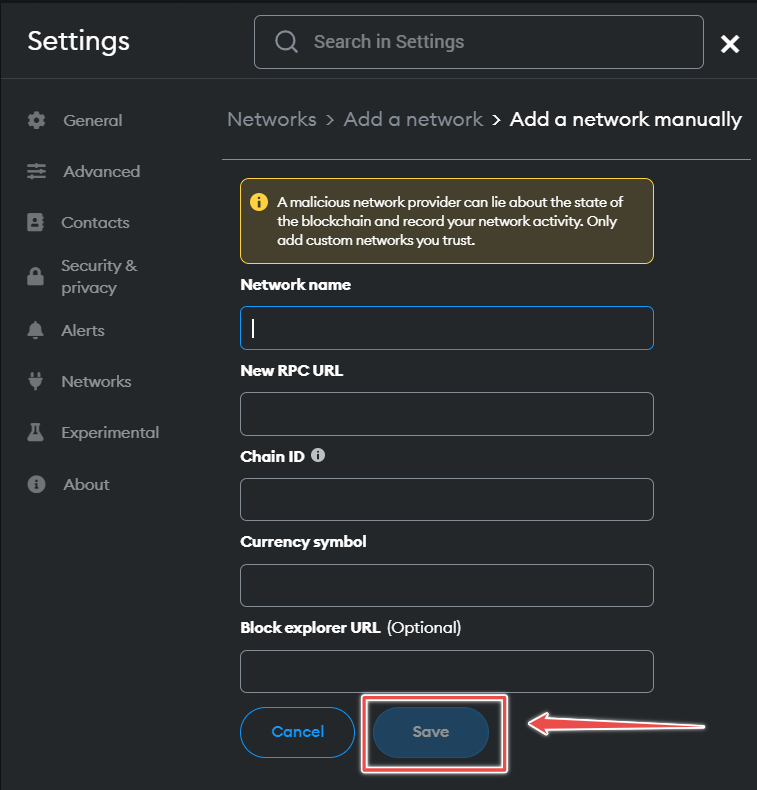 Settings
Search in Settings
General
Advanced
Contacts
Security &
privacy
Alerts
Networks
Experimental
About
Networks > Add a network > Add a network manually
A malicious network provider can lie about the state of
the blockchain and record your network activity. Only
add custom networks you trust.
Network name
New RPC URL
Chain ID
Currency symbol
Block explorer URL (Optional)
Cancel
Save